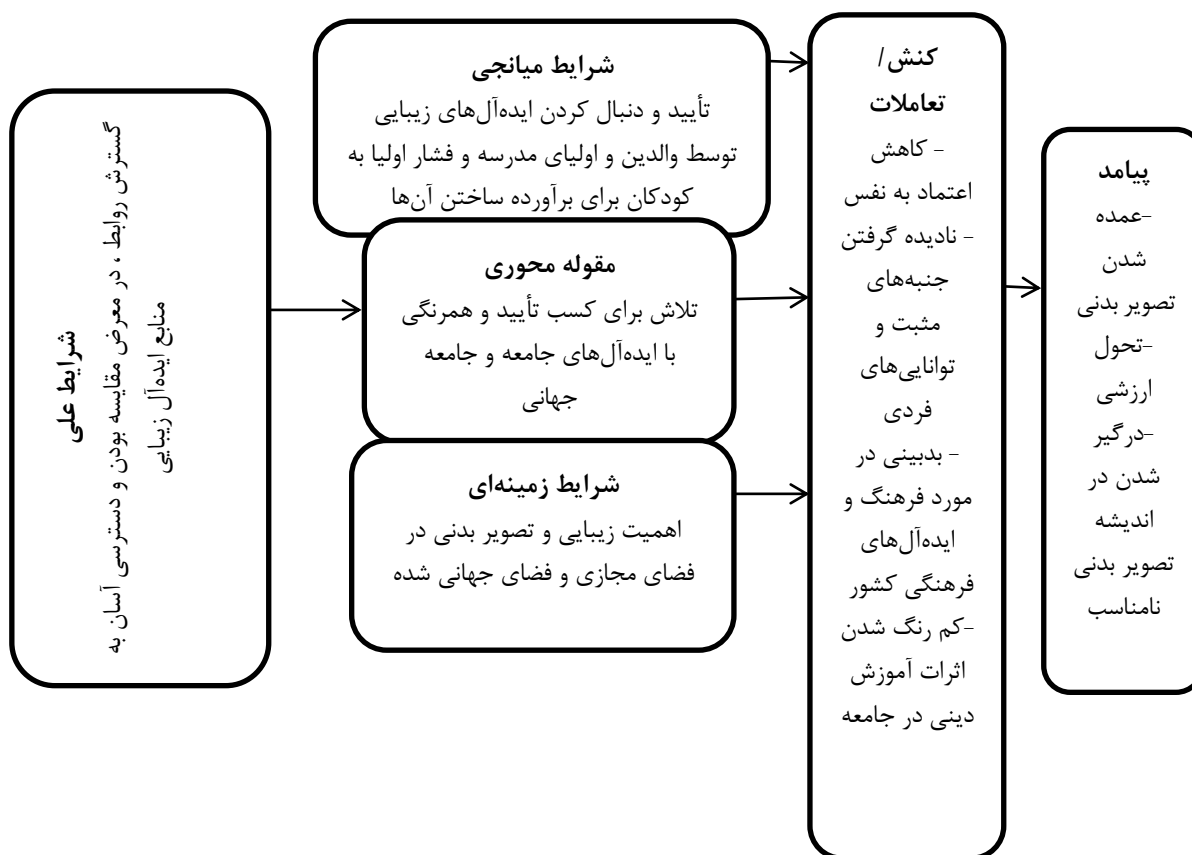 شرایط علی
گسترش روابط ، در معرض مقایسه بودن و دسترسی آسان به
منابع ایده‌آل زیبایی
شرایط میانجی
تأیید و دنبال کردن ایده‌آل‌های زیبایی
توسط والدین و اولیای مدرسه و فشار اولیا به
کودکان برای برآورده ساختن آن‌ها
مقوله محوری
تلاش برای کسب تأیید و همرنگی
با ایده‌آل‌های جامعه و جامعه
جهانی
شرایط زمینه‌ای
اهمیت زیبایی و تصویر بدنی در
فضای مجازی و فضای جهانی شده
کنش/
تعاملات
- کاهش
اعتماد به نفس
- نادیده گرفتن
جنبه‌های
مثبت و
توانایی‌های
فردی
- بدبینی در
مورد فرهنگ و
ایده‌آل‌های
فرهنگی کشور
-کم رنگ شدن
اثرات آموزش
دینی در جامعه
پیامد
-عمده
شدن
تصویر بدنی
-تحول
ارزشی
-درگیر
شدن در
اندیشه
تصویر بدنی
نامناسب